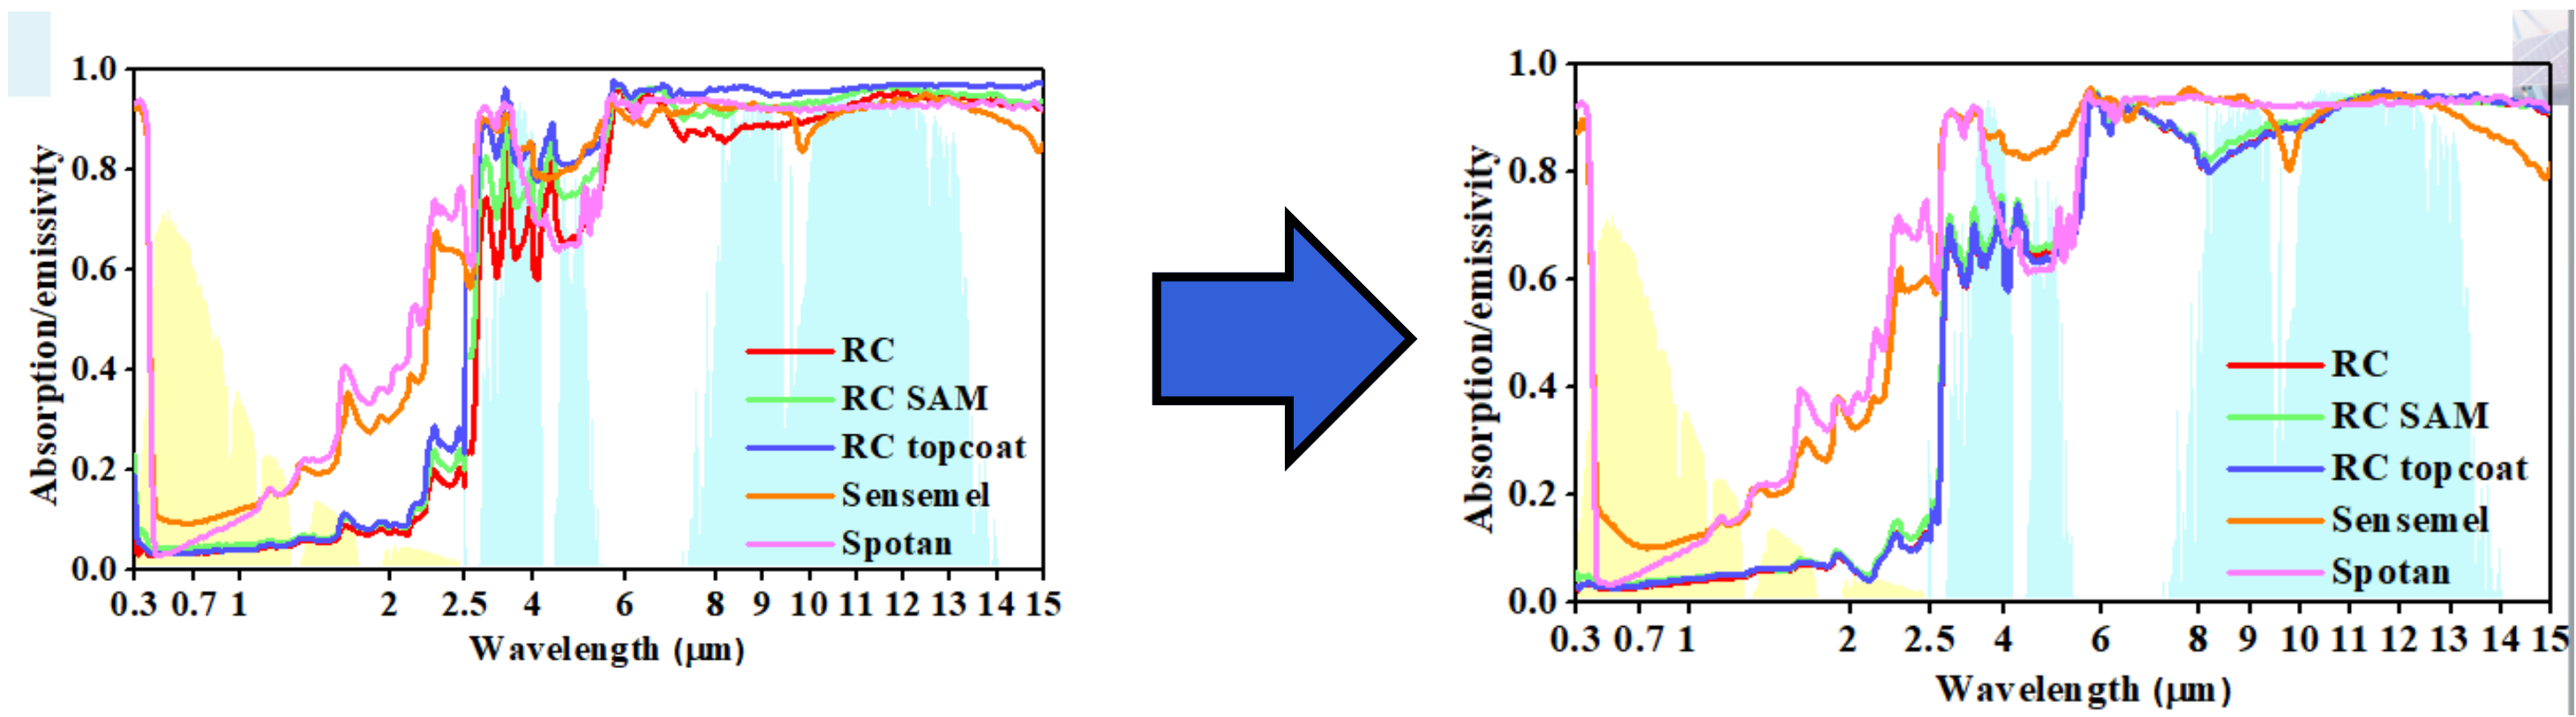 1.0
0.8
0.6
0.4
0.2
0.0
Absorption/emissivity
RC
RC SAM
RC topcoat
Sensemel
Spotan
0.3 0.7 1 2 2.5 4 6 8 9 10 11 12 13 14 15
Wavelength (μm)
1.0
0.8
0.6
0.4
0.2
0.0
Absorption/emissivity
RC
RC SAM
RC topcoat
Sensemel
Spotan
0.3 0.7 1 2 2.5 4 6 8 9 10 11 12 13 14 15
Wavelength (μm)